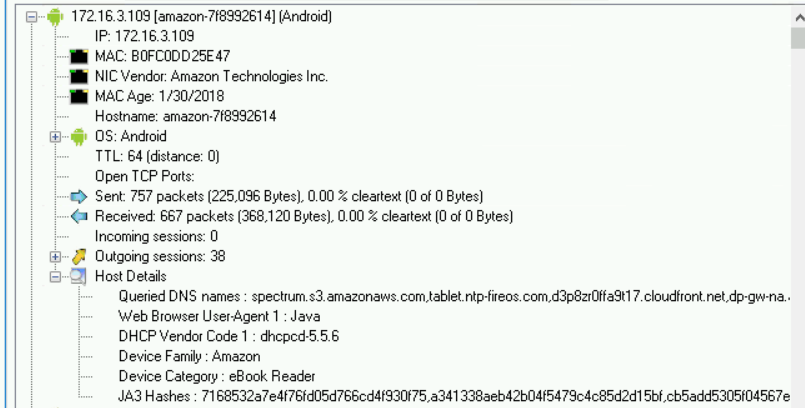 172.16.3.109 [amazon-7f8992614] (Android)
IP: 172.16.3.109
MAC: B0FC0DD25E47
NIC Vendor: Amazon Technologies Inc.
MAC Age: 1/30/2018
Hostname: amazon-7f8992614
OS: Android
TTL: 64 (distance: 0)
Open TCP Ports:
Sent: 757 packets (225,096 Bytes), 0.00 % cleartext (0 of 0 Bytes)
Received: 667 packets (368,120 Bytes), 0.00 % cleartext (0 of 0 Bytes)
Incoming sessions: 0
Outgoing sessions: 38
Host Details
Queried DNS names : spectrum.s3.amazonaws.com,tablet.ntp-fireos.com,d3p8zr0ffa9t17.cloudfront.net,dp-gw-na.
Web Browser User-Agent 1 : Java
DHCP Vendor Code 1 : dhcpcd-5.5.6
Device Family : Amazon
Device Category : eBook Reader
JA3 Hashes : 7168532a7e4f76fd05d766cd4f930f75,a341338aeb42b04f5479c4c85d2d15bf,cb5add5305f04567e